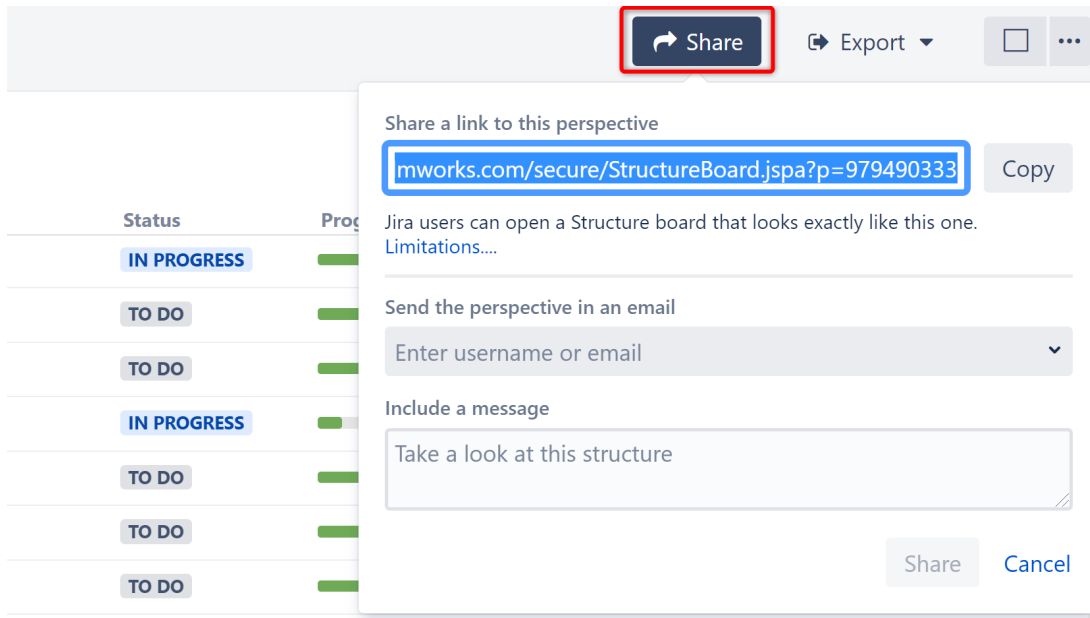 Share
Export
Share a link to this perspective
mworks.com/secure/StructureBoard.jspa?p=979490333
Copy
Jira users can open a Structure board that looks exactly like this one.
Limitations....
Status
Prog
IN PROGRESS
TO DO
TO DO
IN PROGRESS
TO DO
TO DO
TO DO
Send the perspective in an email
Enter username or email
Include a message
Take a look at this structure
Share
Cancel